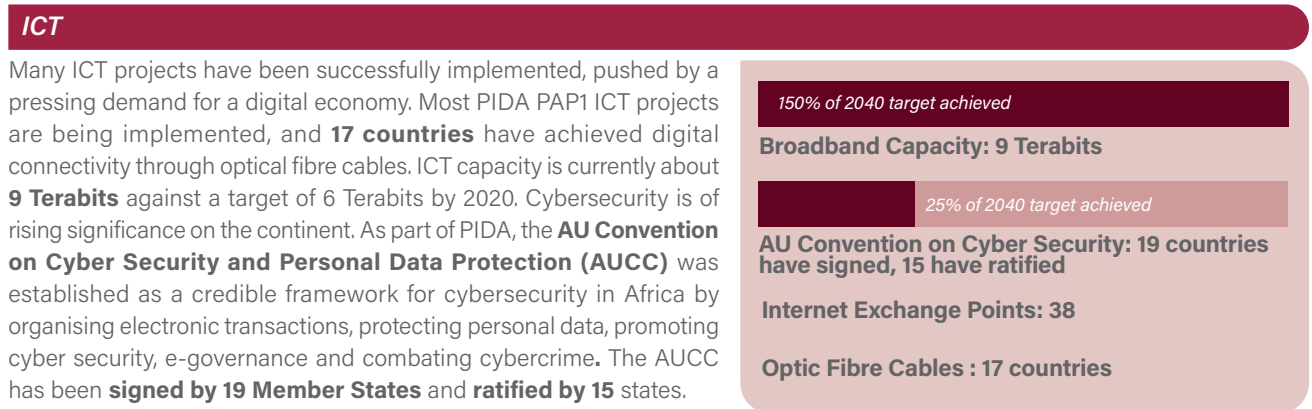 ICT
Many ICT projects have been successfully implemented, pushed by a
pressing demand for a digital economy. Most PIDA PAP1 ICT projects
are being implemented, and 17 countries have achieved digital
connectivity through optical fibre cables. ICT capacity is currently about
9 Terabits against a target of 6 Terabits by 2020. Cybersecurity is of
rising significance on the continent. As part of PIDA, the AU Convention
on Cyber Security and Personal Data Protection (AUCC) was
established as a credible framework for cybersecurity in Africa by
organising electronic transactions, protecting personal data, promoting
cyber security, e-governance and combating cybercrime. The AUCC
has been signed by 19 Member States and ratified by 15 states.
150% of 2040 target achieved
Broadband Capacity: 9 Terabits
25% of 2040 target achieved
AU Convention on Cyber Security: 19 countries
have signed, 15 have ratified
Internet Exchange Points: 38
Optic Fibre Cables : 17 countries